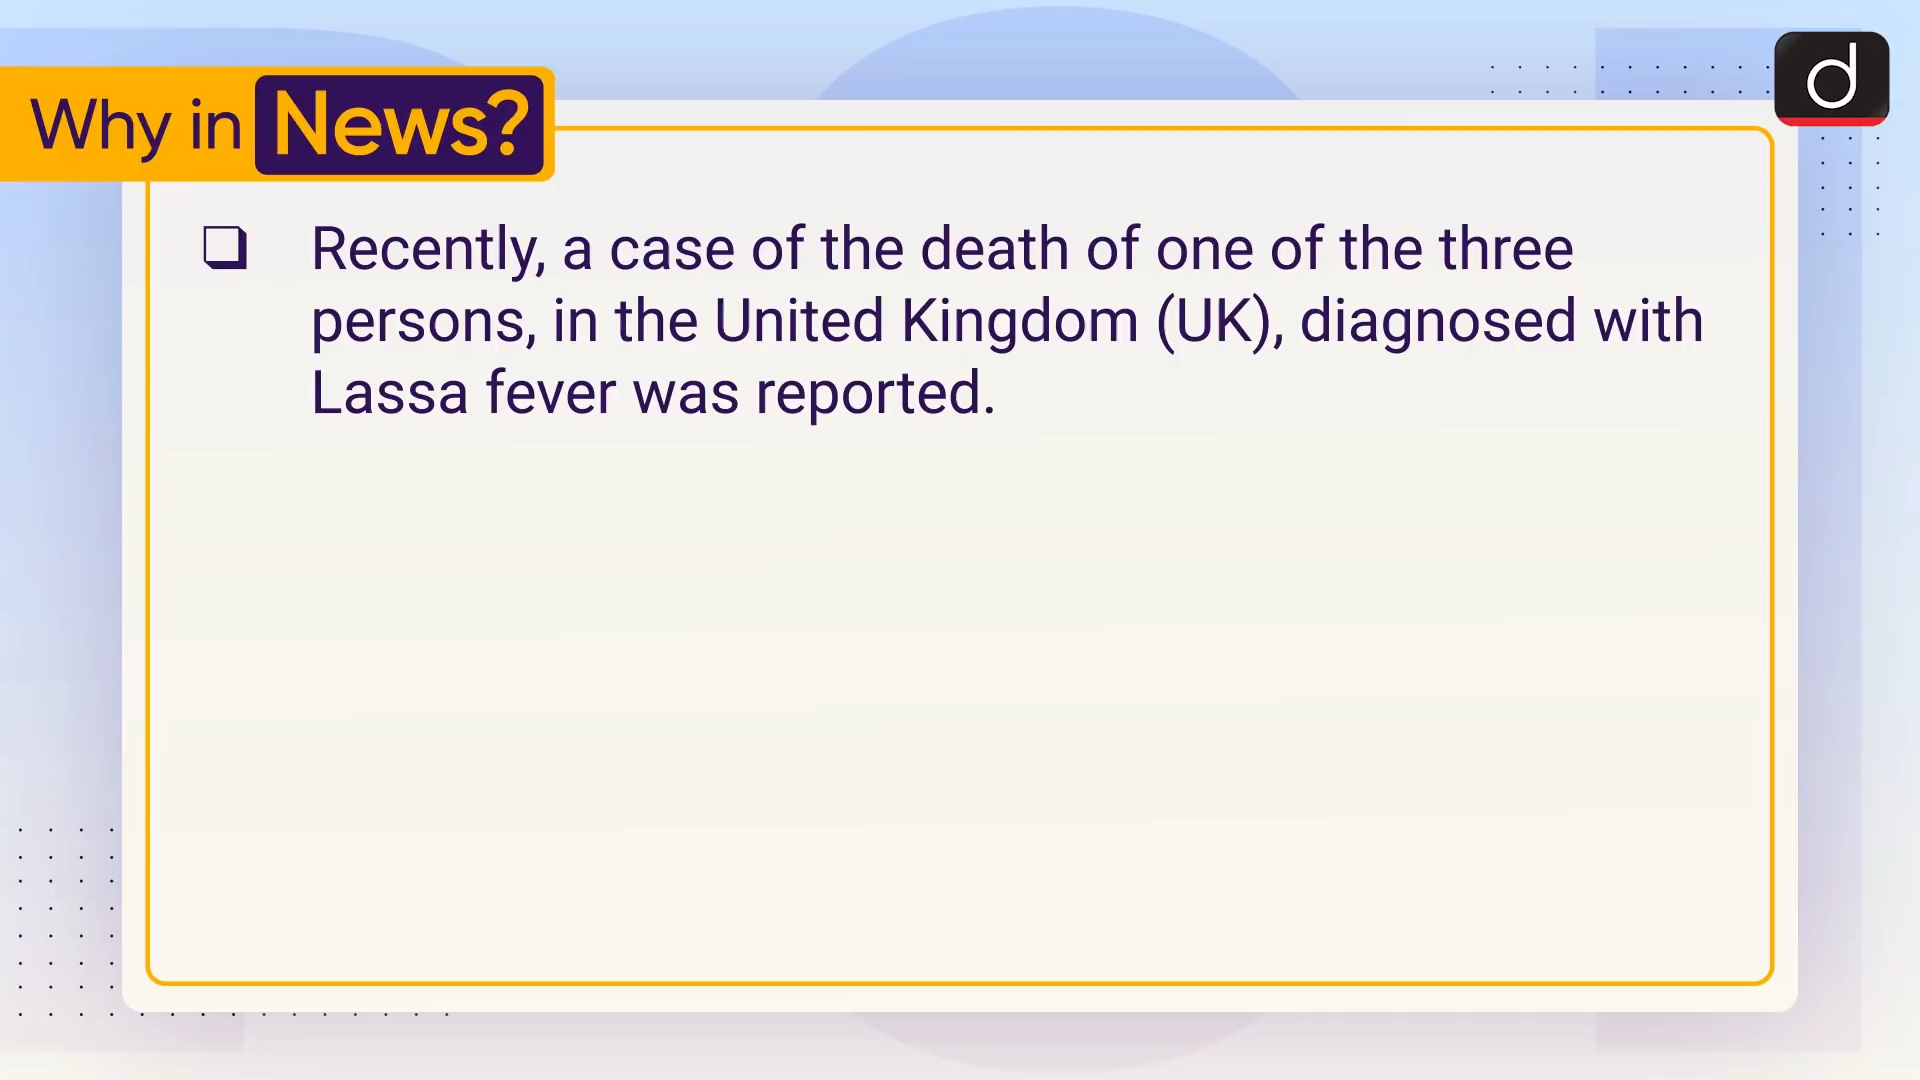 Why in News?
d
Recently, a case of the death of one of the three
persons, in the United Kingdom (UK), diagnosed with
Lassa fever was reported.